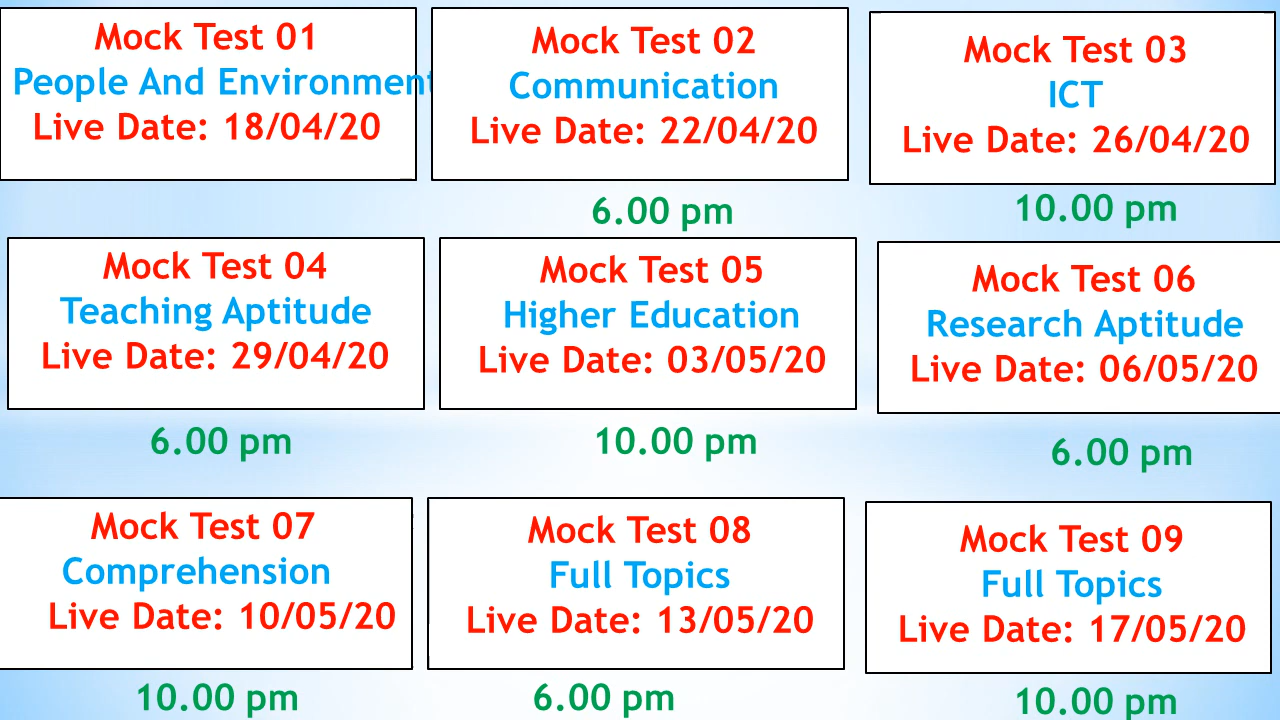 Mock Test 01
People And Environment
Live Date: 18/04/20
Mock Test 02
Communication
Live Date: 22/04/20
6.00 pm
Mock Test 03
ICT
Live Date: 26/04/20
10.00 pm
Mock Test 04
Teaching Aptitude
Live Date: 29/04/20
6.00 pm
Mock Test 05
Higher Education
Live Date: 03/05/20
10.00 pm
Mock Test 06
Research Aptitude
Live Date: 06/05/20
6.00 pm
Mock Test 07
Comprehension
Live Date: 10/05/20
10.00 pm
Mock Test 08
Full Topics
Live Date: 13/05/20
6.00 pm
Mock Test 09
Full Topics
Live Date: 17/05/20
10.00 pm